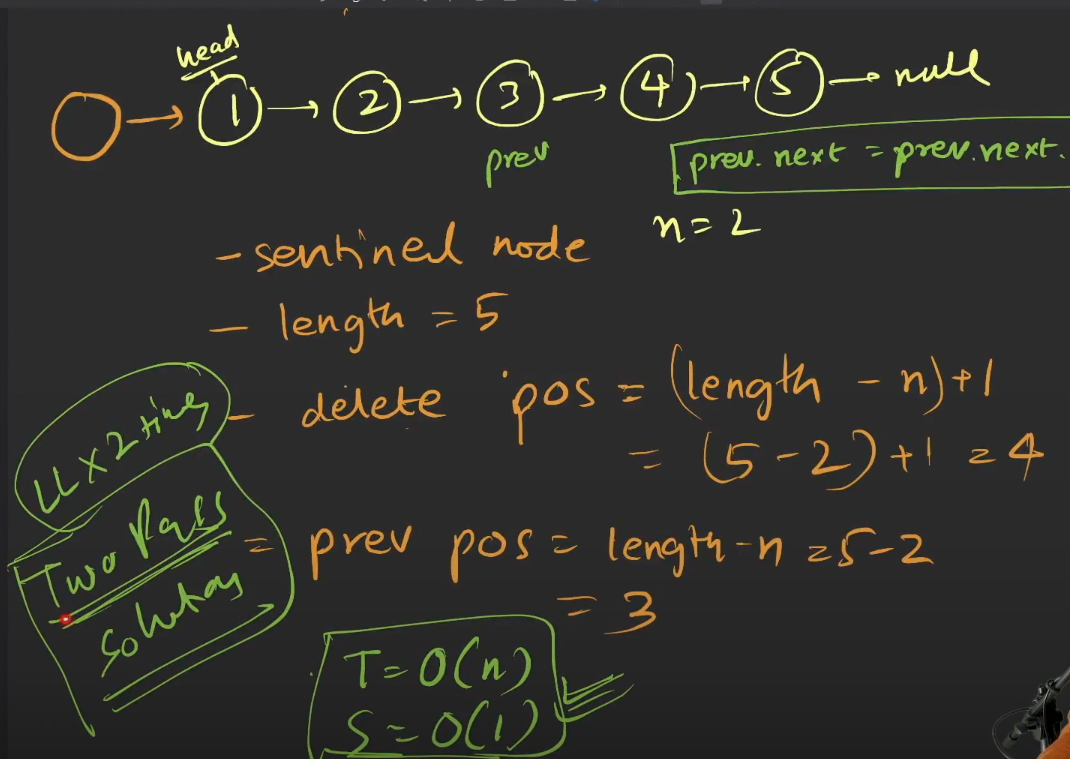 head
1 → 2 → 3 → 4 → 5 → null
prev
prev.next = prev.next.
n = 2
- sentinel node
- length = 5
- delete pos = (length - n)+1
= (5-2)+1 = 4
= prev pos = length-n = 5-2
= 3
LL x 2 times
Two Pass
Solution
T = O(n)
S = O(1)